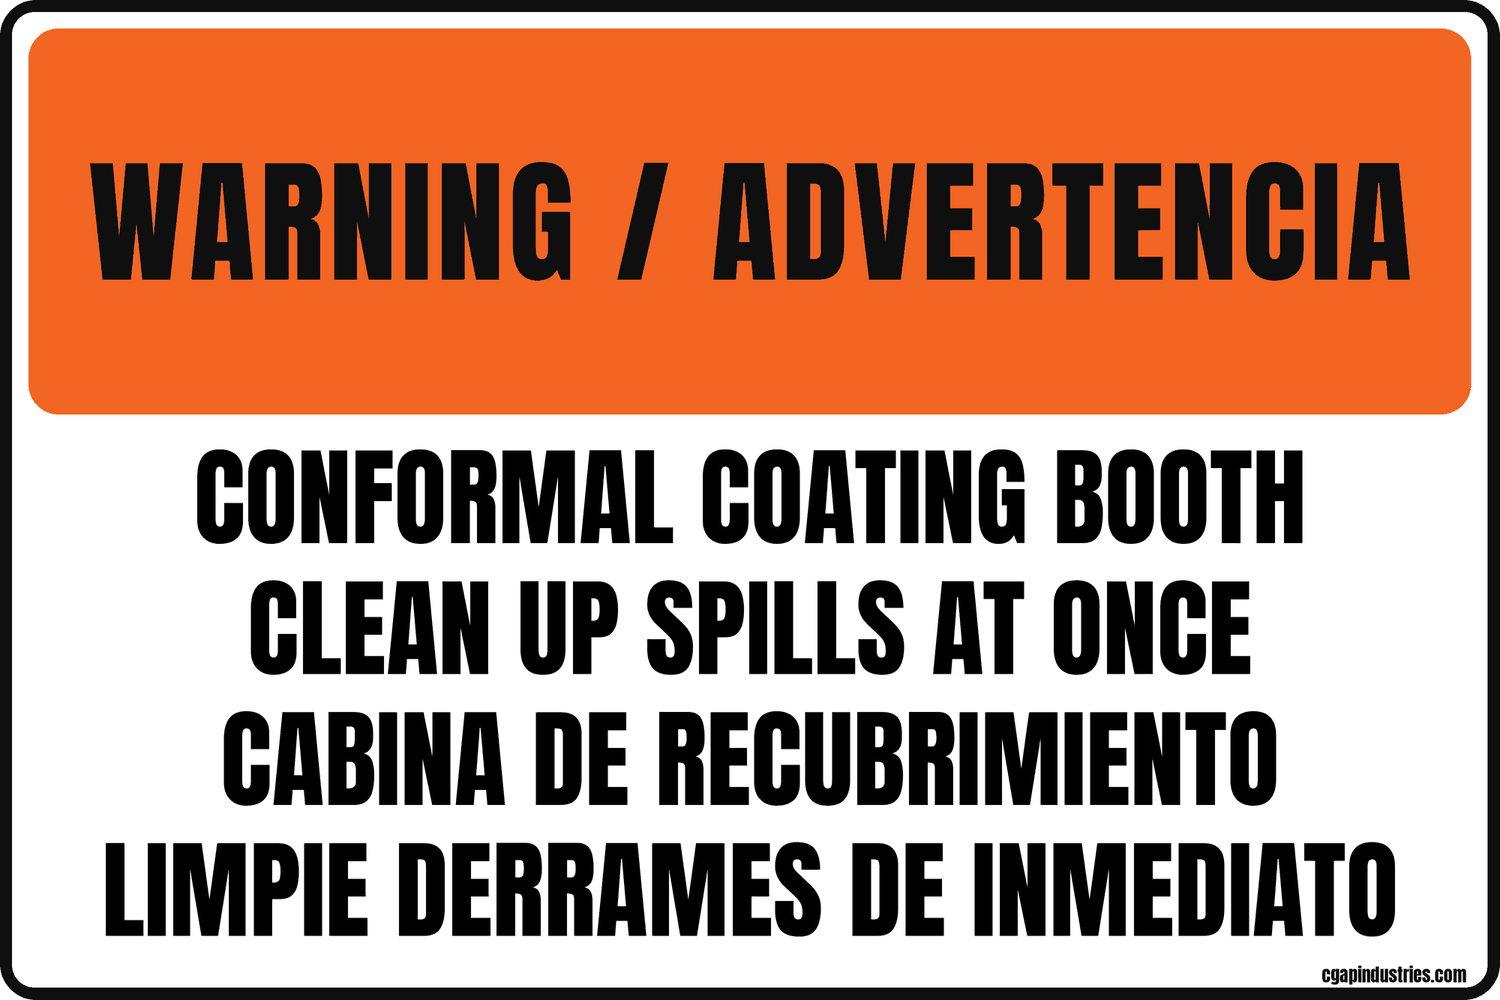 WARNING / ADVERTENCIA
CONFORMAL COATING BOOTH
CLEAN UP SPILLS AT ONCE
CABINA DE RECUBRIMIENTO
LIMPIE DERRAMES DE INMEDIATO
cgapindustries.com